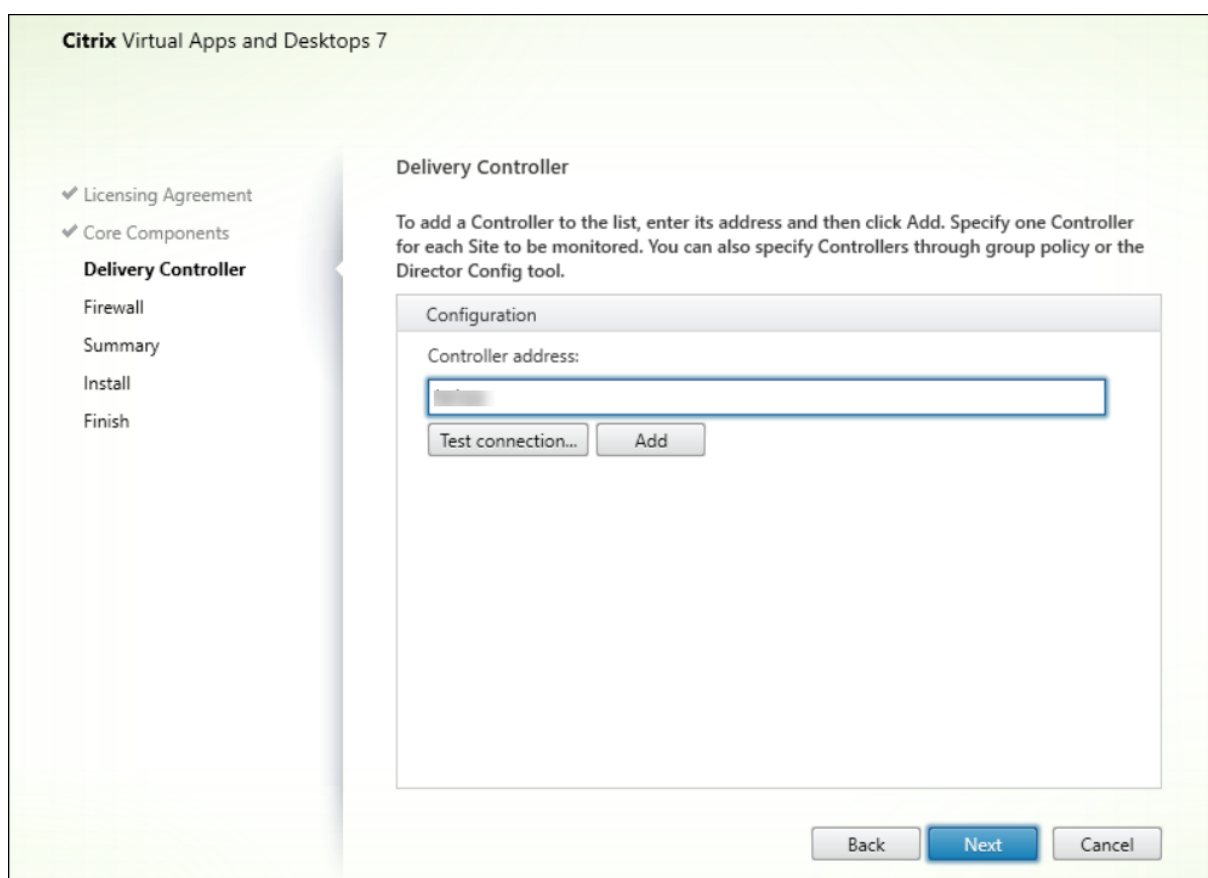 Citrix Virtual Apps and Desktops 7
✔ Licensing Agreement
✔ Core Components
Delivery Controller
Firewall
Summary
Install
Finish
Delivery Controller
To add a Controller to the list, enter its address and then click Add. Specify one Controller
for each Site to be monitored. You can also specify Controllers through group policy or the
Director Config tool.
Configuration
Controller address:
Test connection...
Add
Back
Next
Cancel